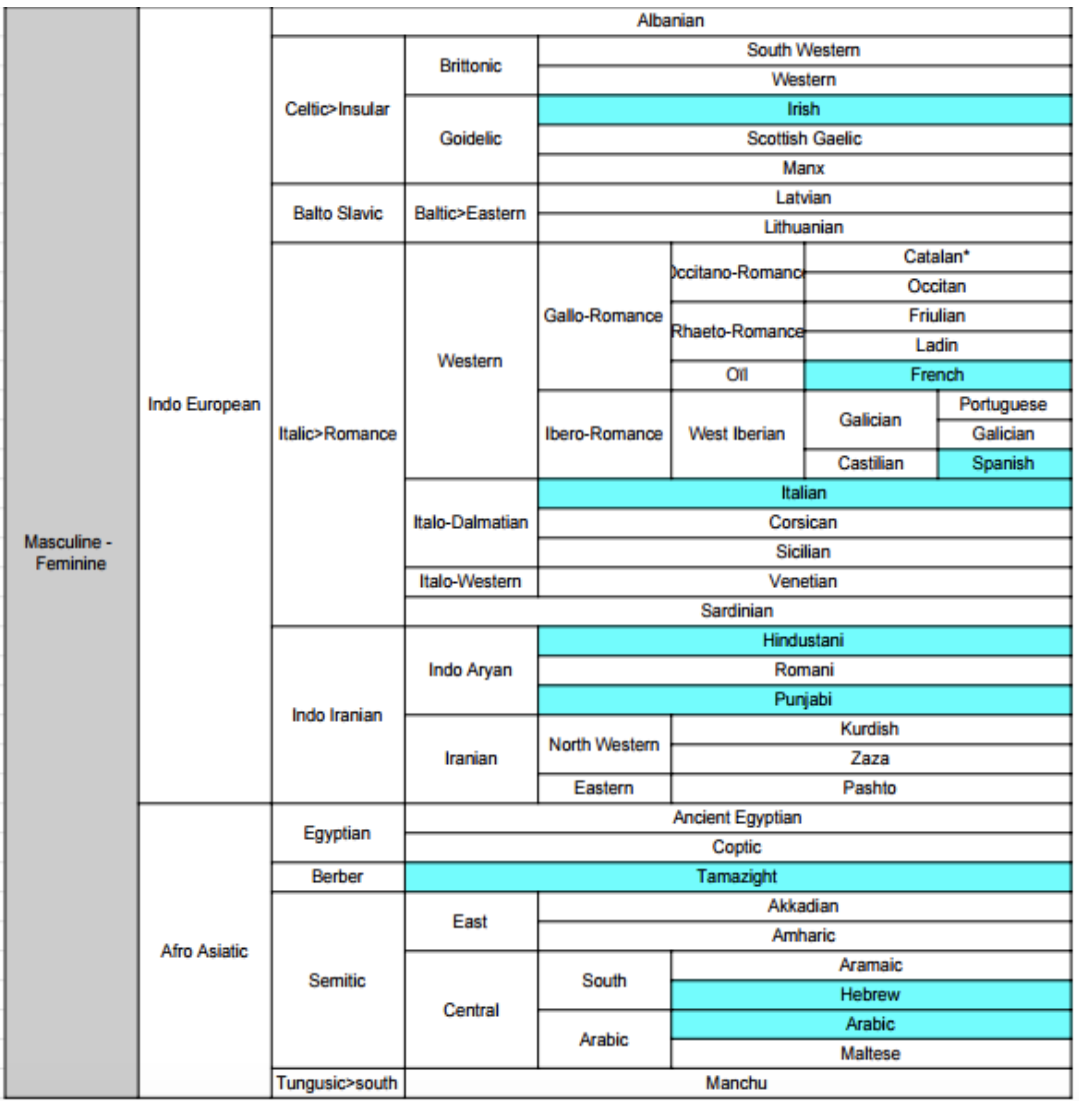 Albanian
South Western
Brittonic
Western
Celtic>Insular
Irish
Goidelic
Scottish Gaelic
Manx
Balto Slavic
Baltic>Eastern
Latvian
Lithuanian
Catalan*
Occitano-Romance
Occitan
Gallo-Romance
Friulian
Rhaeto-Romance
Ladin
Western
Oïl
French
Indo European
Italic>Romance
Ibero-Romance
West Iberian
Galician
Portuguese
Galician
Castilian
Spanish
Italian
Italo-Dalmatian
Corsican
Masculine -
Feminine
Sicilian
Italo-Western
Venetian
Sardinian
Hindustani
Indo Aryan
Romani
Punjabi
Indo Iranian
North Western
Kurdish
Iranian
Zaza
Eastern
Pashto
Egyptian
Ancient Egyptian
Coptic
Berber
Tamazight
East
Akkadian
Amharic
Afro Asiatic
Semitic
South
Aramaic
Hebrew
Central
Arabic
Arabic
Maltese
Tungusic>south
Manchu